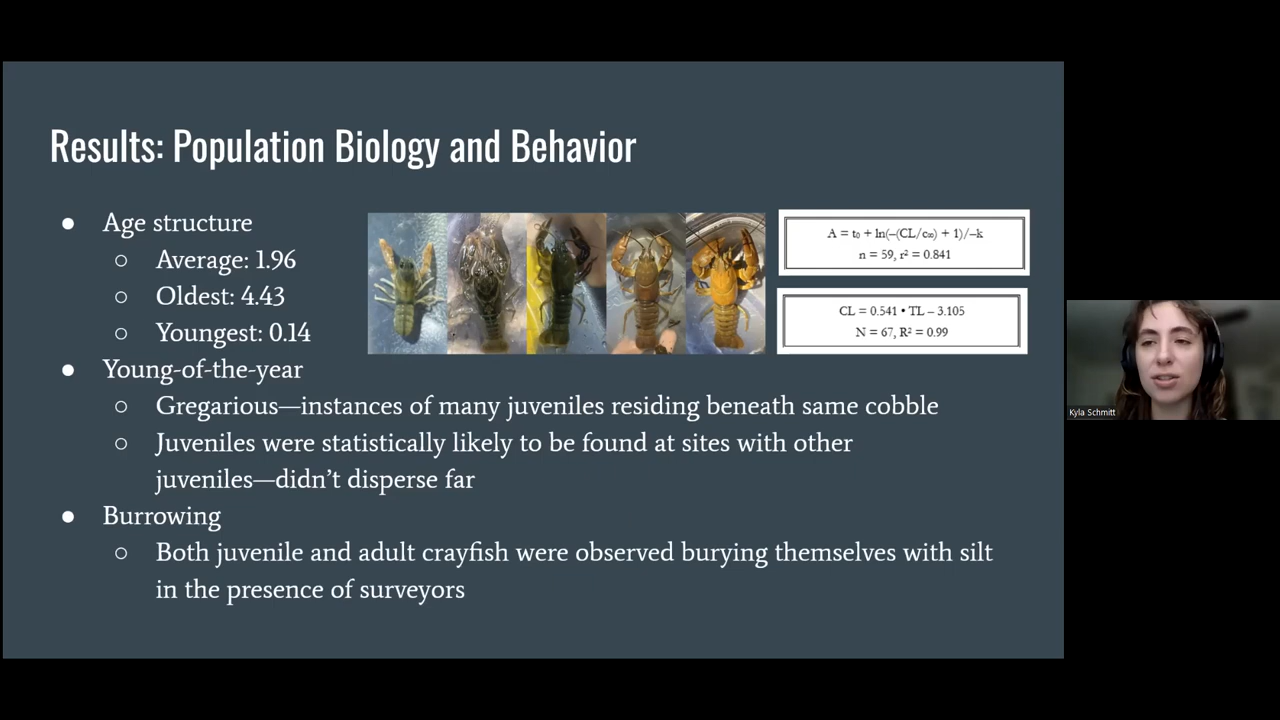 Results: Population Biology and Behavior
● Age structure
○ Average: 1.96
○ Oldest: 4.43
○ Youngest: 0.14
● Young-of-the-year
○ Gregarious—instances of many juveniles residing beneath same cobble
○ Juveniles were statistically likely to be found at sites with other
juveniles—didn’t disperse far
● Burrowing
○ Both juvenile and adult crayfish were observed burying themselves with silt
in the presence of surveyors
A = t₀ + ln(–(CL/c∞) + 1)/–k
n = 59, r² = 0.841
CL = 0.541 • TL – 3.105
N = 67, R² = 0.99
Kyla Schmitt